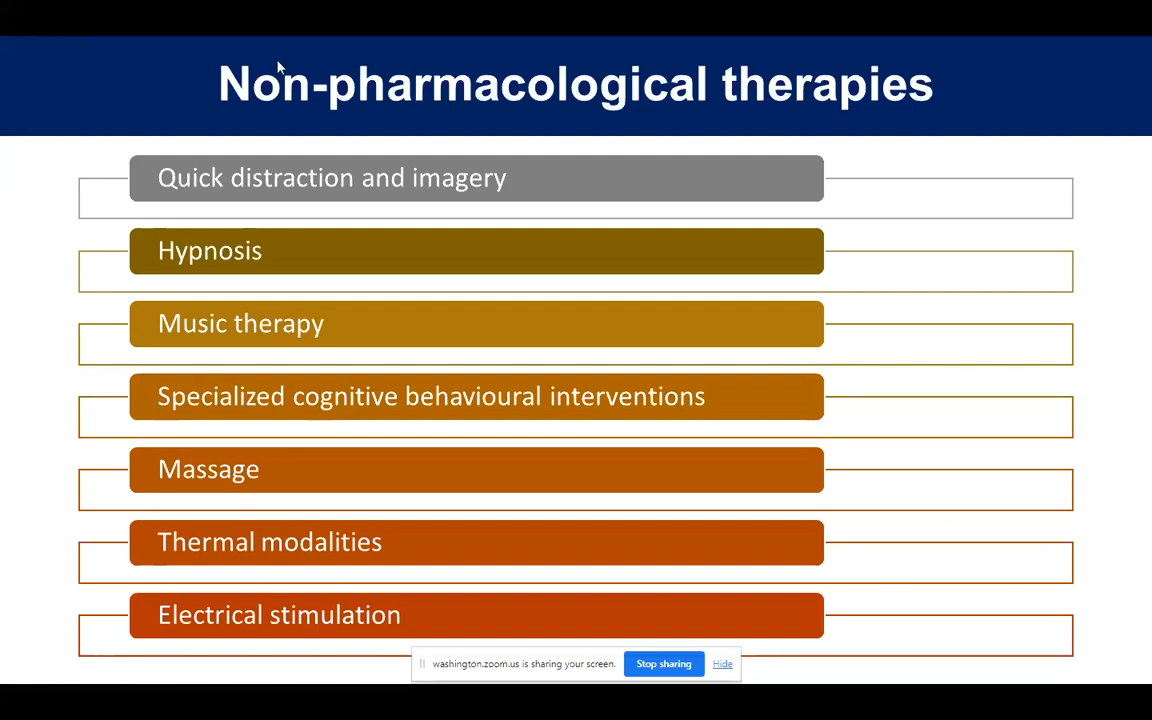 Non-pharmacological therapies
Quick distraction and imagery
Hypnosis
Music therapy
Specialized cognitive behavioural interventions
Massage
Thermal modalities
Electrical stimulation
washington.zoom.us is sharing your screen. Stop sharing Hide